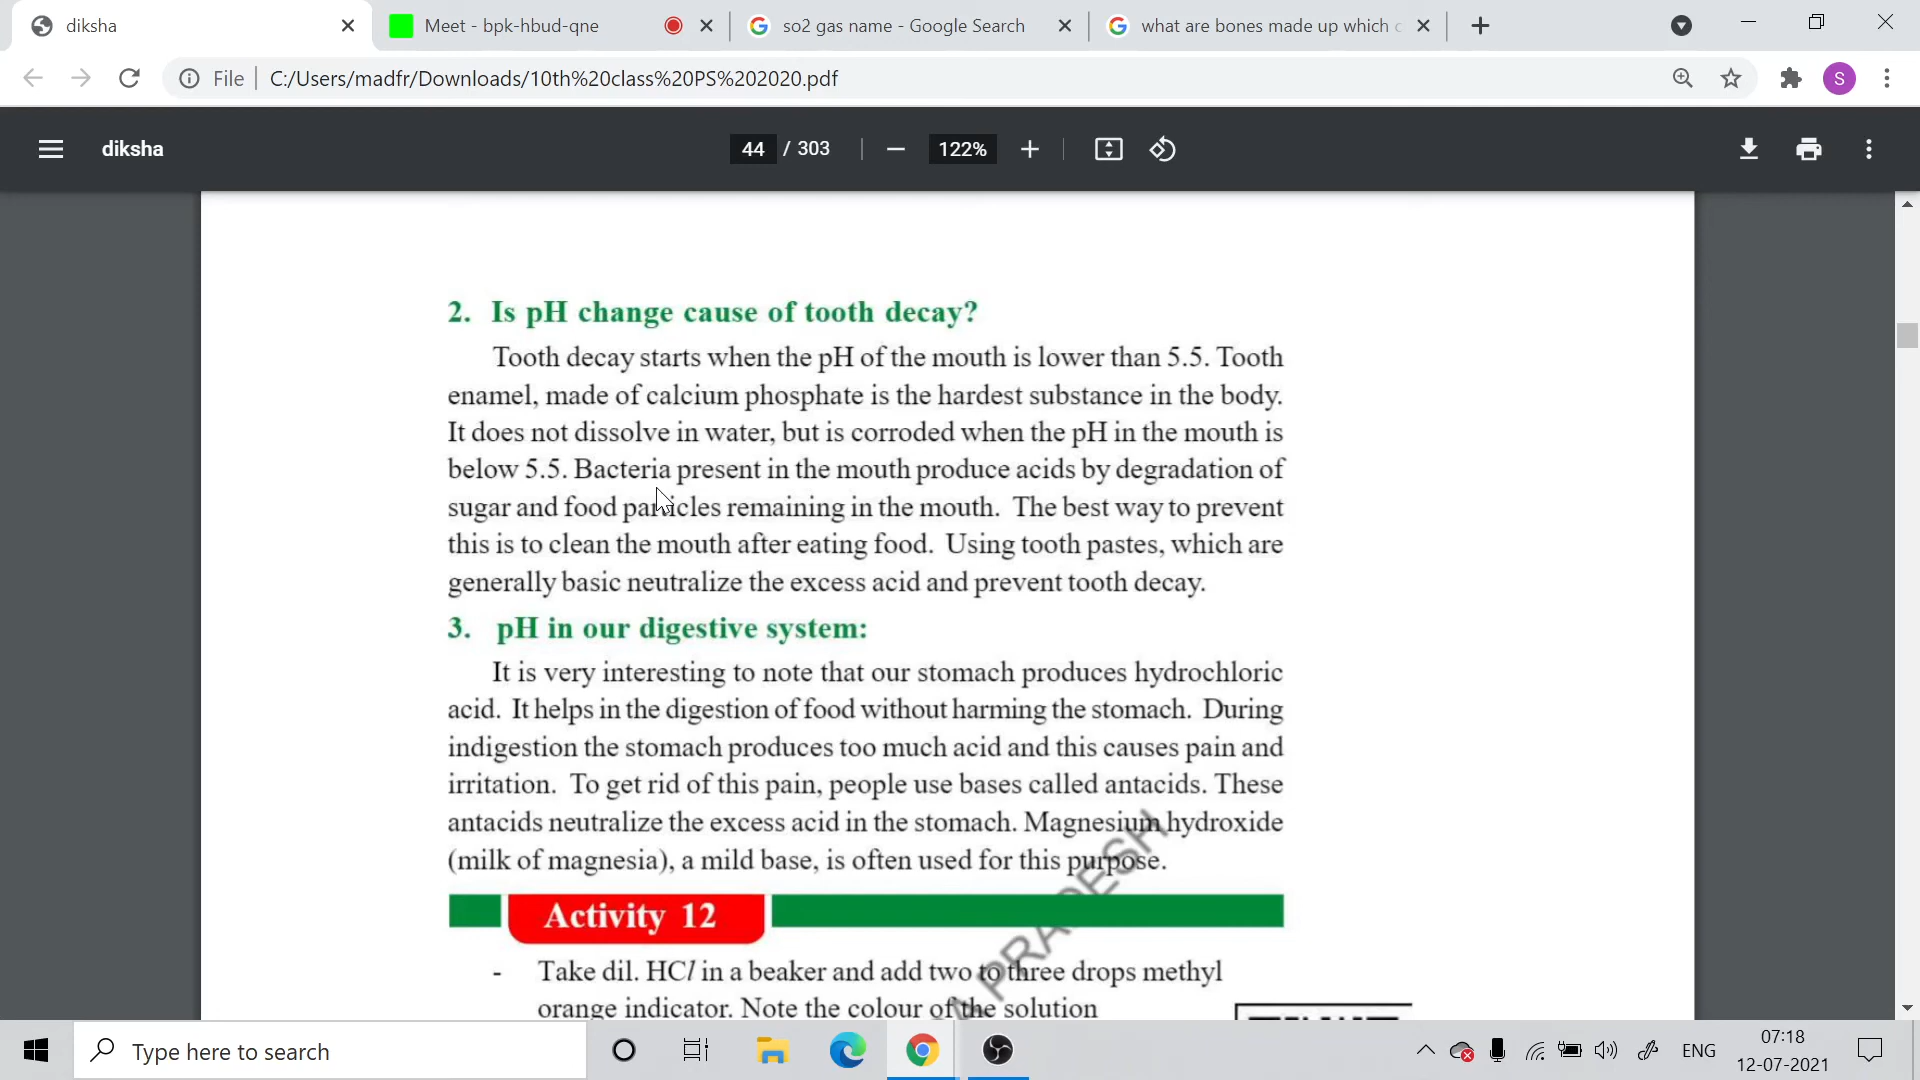 diksha
Meet - bpk-hbud-qne
so2 gas name - Google Search
what are bones made up which c
File
C:/Users/madfr/Downloads/10th%20class%20PS%202020.pdf
S
diksha
44 / 303
122%
2. Is pH change cause of tooth decay?
Tooth decay starts when the pH of the mouth is lower than 5.5. Tooth
enamel, made of calcium phosphate is the hardest substance in the body.
It does not dissolve in water, but is corroded when the pH in the mouth is
below 5.5. Bacteria present in the mouth produce acids by degradation of
sugar and food particles remaining in the mouth. The best way to prevent
this is to clean the mouth after eating food. Using tooth pastes, which are
generally basic neutralize the excess acid and prevent tooth decay.
3. pH in our digestive system:
It is very interesting to note that our stomach produces hydrochloric
acid. It helps in the digestion of food without harming the stomach. During
indigestion the stomach produces too much acid and this causes pain and
irritation. To get rid of this pain, people use bases called antacids. These
antacids neutralize the excess acid in the stomach. Magnesium hydroxide
(milk of magnesia), a mild base, is often used for this purpose.
Activity 12
- Take dil. HCl in a beaker and add two to three drops methyl
orange indicator. Note the colour of the solution
PRADESH
Type here to search
ENG
07:18
12-07-2021